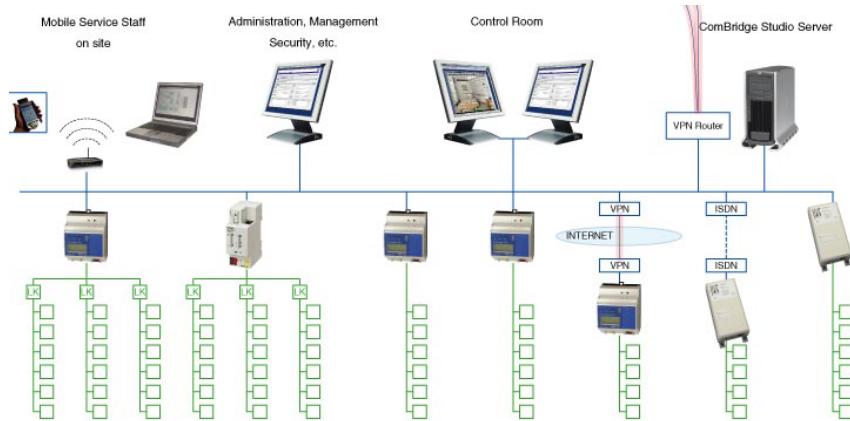 Mobile Service Staff
on site
Administration, Management
Security, etc.
Control Room
ComBridge Studio Server
VPN Router
VPN
ISDN
INTERNET
VPN
ISDN
LK
LK
LK
LK
LK
LK